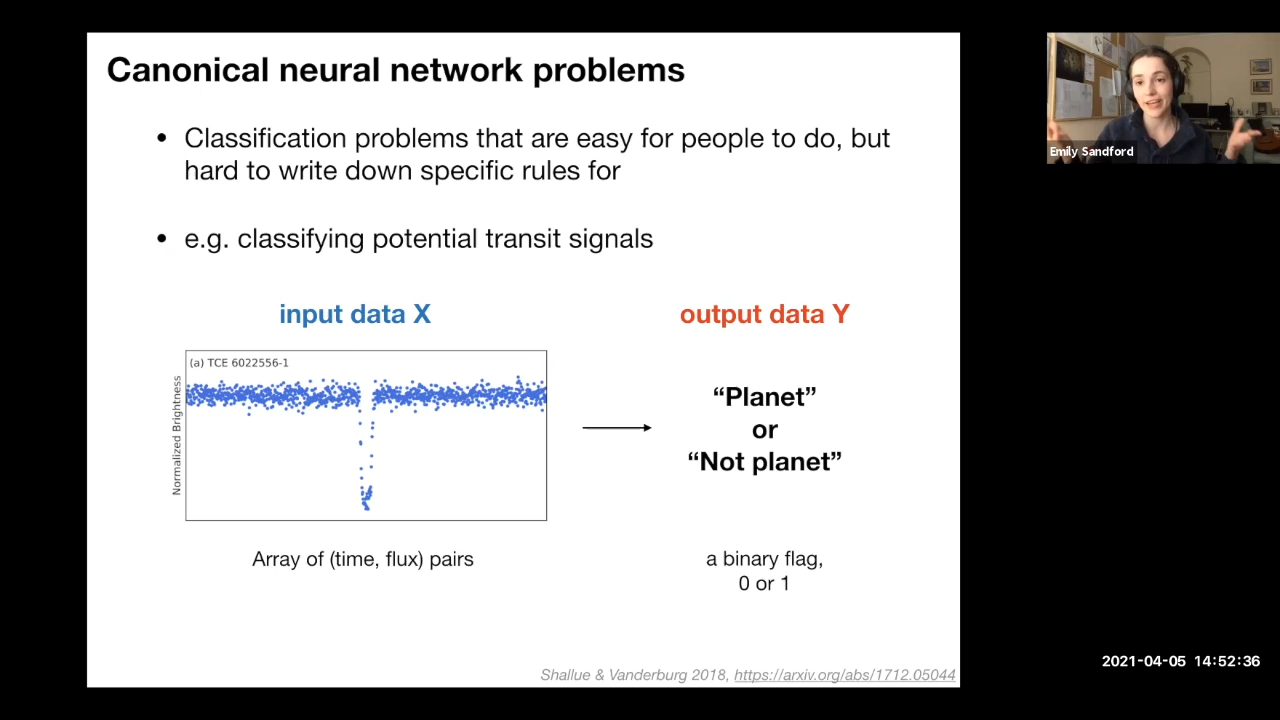 Canonical neural network problems
• Classification problems that are easy for people to do, but
hard to write down specific rules for
• e.g. classifying potential transit signals
input data X
output data Y
(a) TCE 6022556-1
Normalized Brightness
“Planet”
or
“Not planet”
Array of (time, flux) pairs
a binary flag,
0 or 1
Shallue & Vanderburg 2018, https://arxiv.org/abs/1712.05044
Emily Sandford
2021-04-05 14:52:36